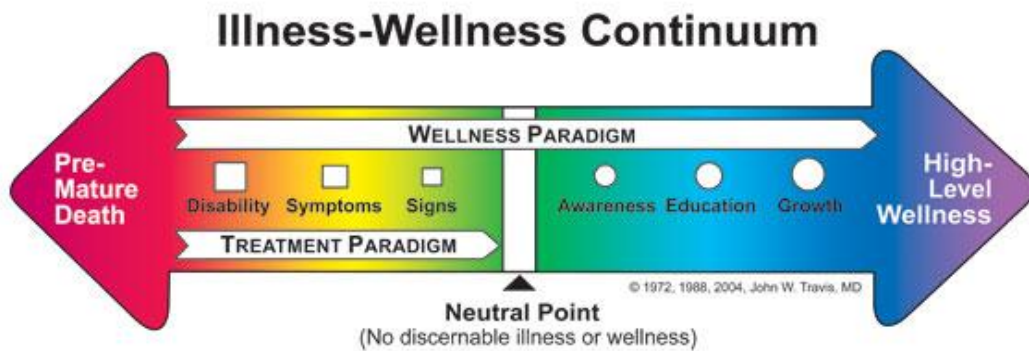 Illness-Wellness Continuum
WELLNESS PARADIGM
Pre-
Mature
Death
Disability Symptoms Signs
Awareness Education Growth
High-
Level
Wellness
TREATMENT PARADIGM
© 1972, 1988, 2004, John W. Travis, MD
Neutral Point
(No discernable illness or wellness)